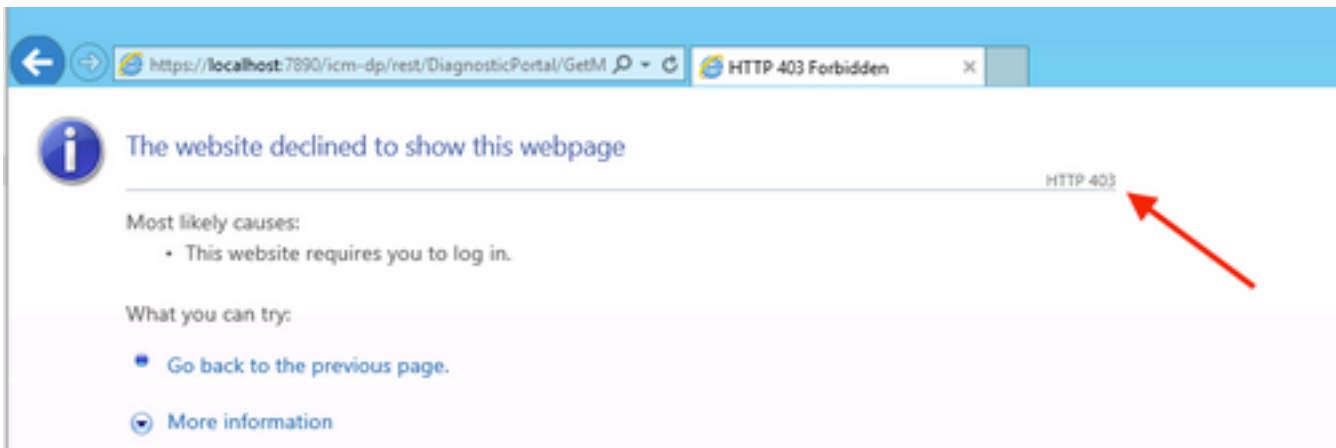 https://localhost:7890/icm-dp/rest/DiagnosticPortal/GetM
HTTP 403 Forbidden
The website declined to show this webpage
HTTP 403
Most likely causes:
• This website requires you to log in.
What you can try:
Go back to the previous page.
More information